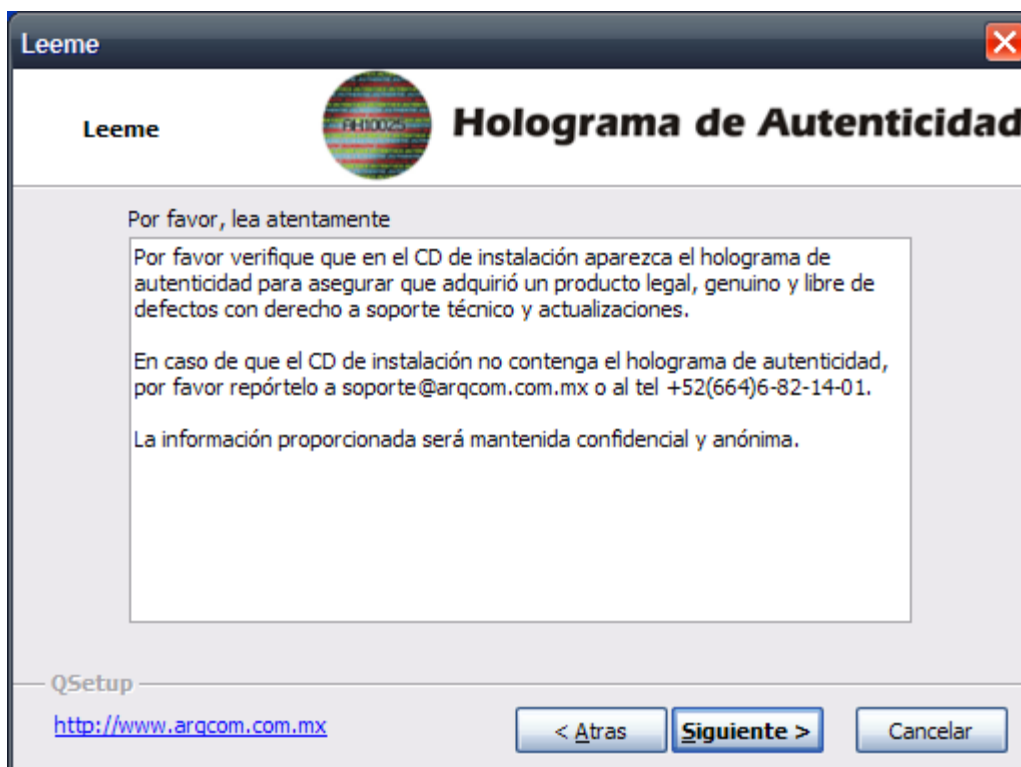 Leeme
Leeme
AH10025
Holograma de Autenticidad
Por favor, lea atentamente
Por favor verifique que en el CD de instalación aparezca el holograma de
autenticidad para asegurar que adquirió un producto legal, genuino y libre de
defectos con derecho a soporte técnico y actualizaciones.
En caso de que el CD de instalación no contenga el holograma de autenticidad,
por favor repórtelo a soporte@arqcom.com.mx o al tel +52(664)6-82-14-01.
La información proporcionada será mantenida confidencial y anónima.
QSetup
http://www.arqcom.com.mx
< Atras
Siguiente >
Cancelar